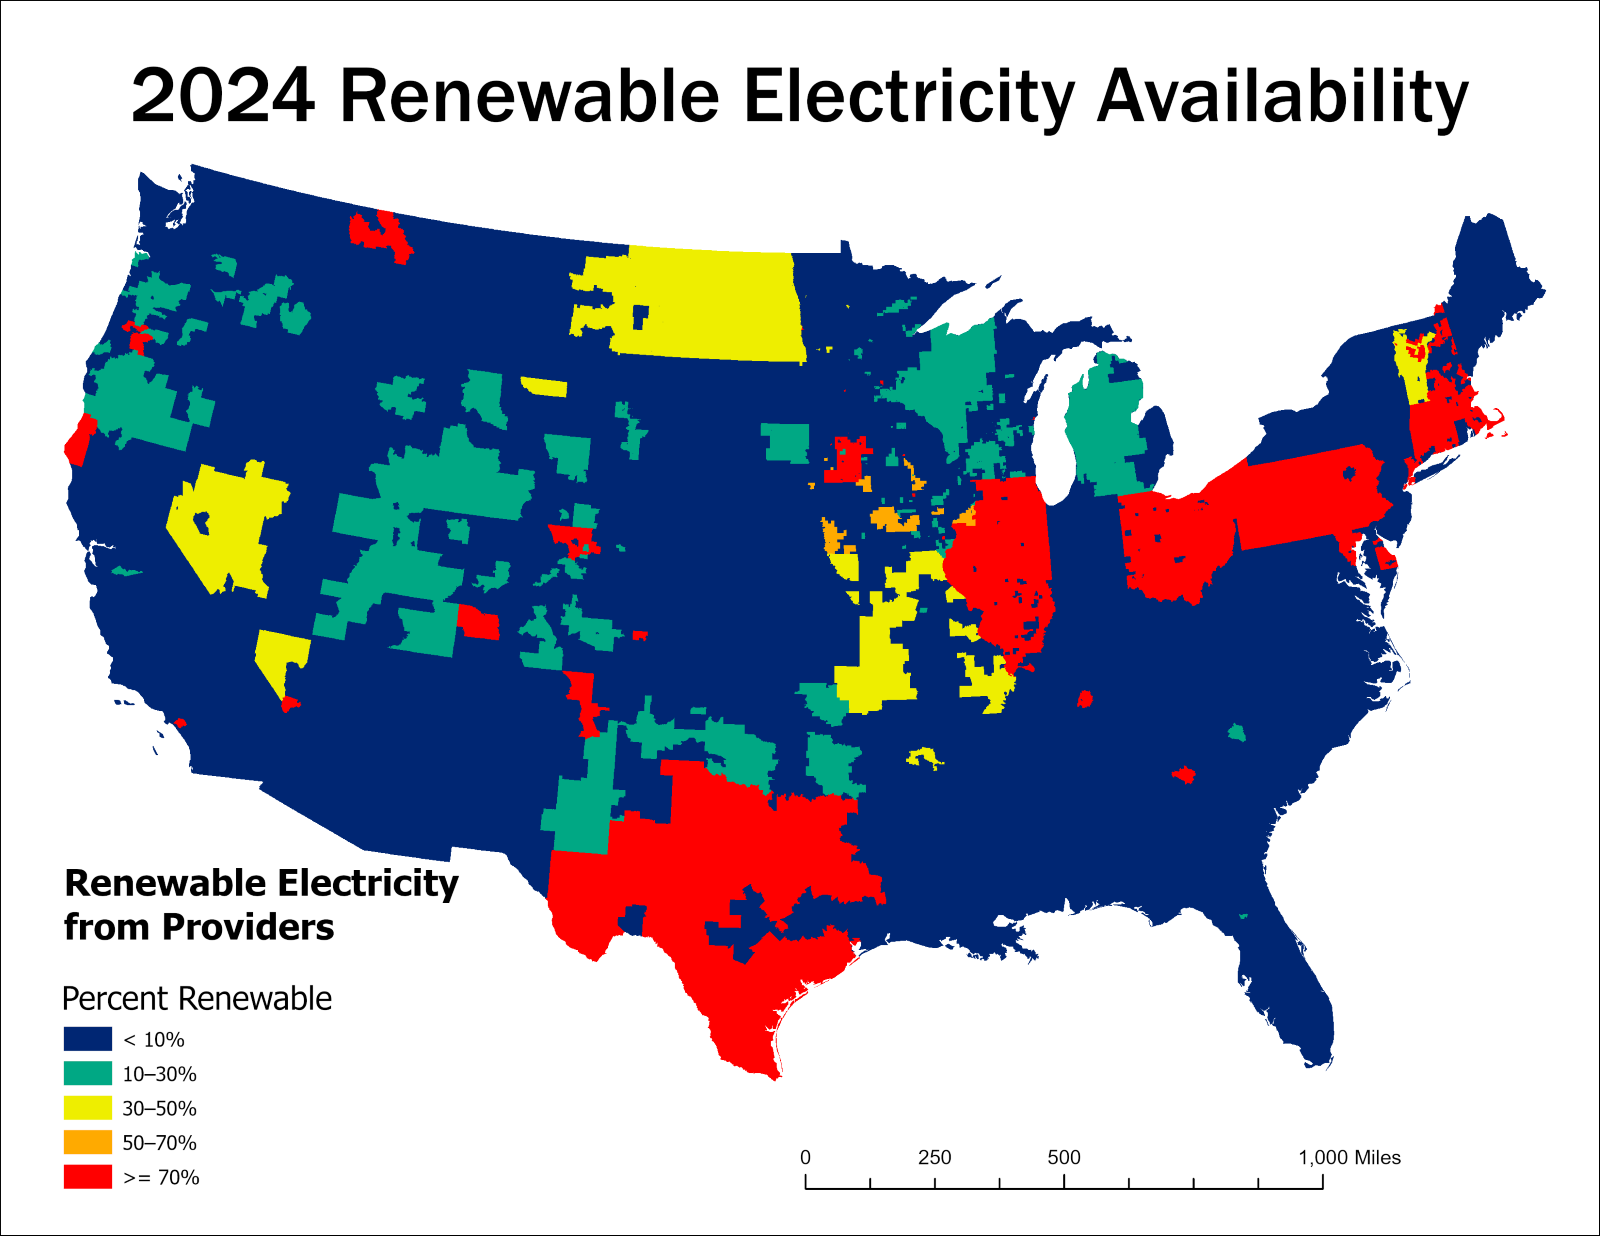 2024 Renewable Electricity Availability
Renewable Electricity
from Providers
Percent Renewable
< 10%
10–30%
30–50%
50–70%
>= 70%
0 250 500 1,000 Miles